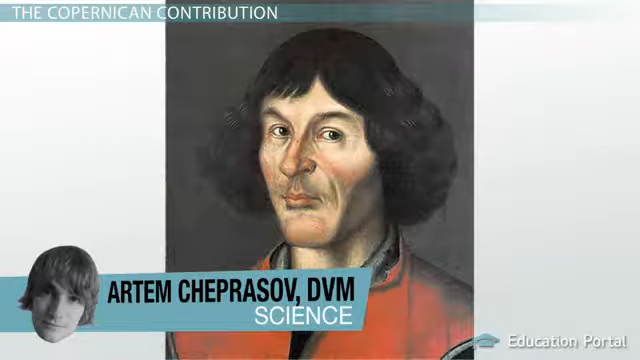 THE COPERNICAN CONTRIBUTION
ARTEM CHEPRASOV, DVM
SCIENCE
Education Portal